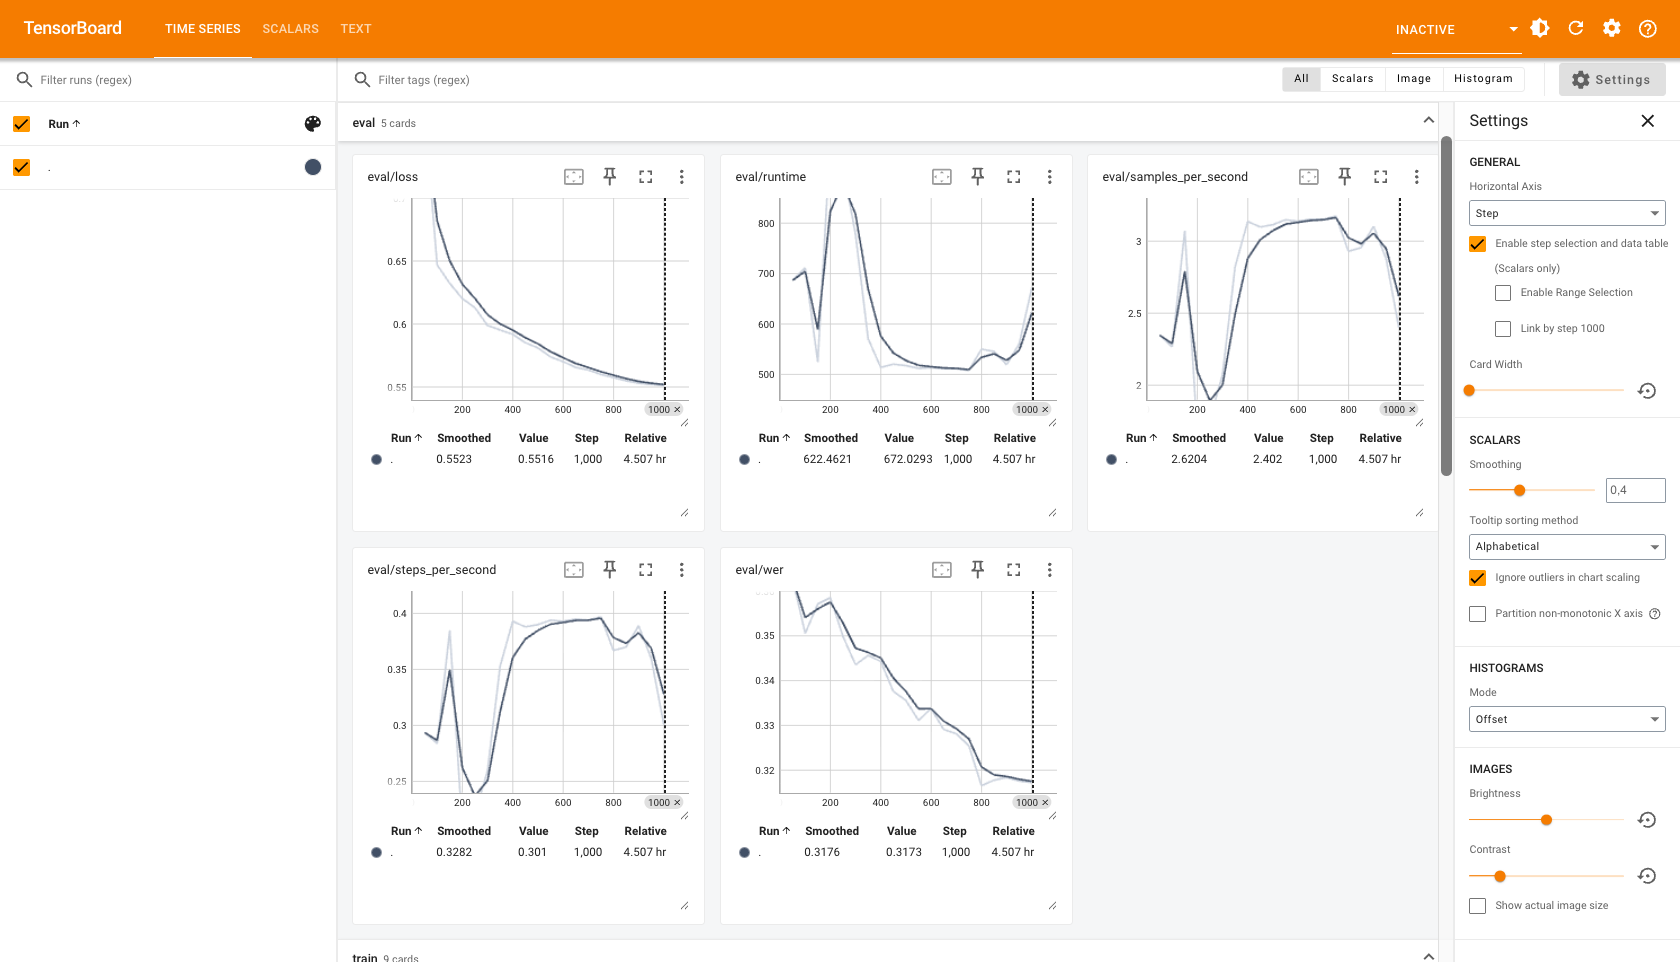 TensorBoard TIME SERIES SCALARS TEXT INACTIVE
Filter runs (regex) Filter tags (regex) All Scalars Image Histogram Settings
Run ↑
.
eval 5 cards
eval/loss
0.65
0.6
0.55
200 400 600 800 1000 ×
Run ↑ Smoothed Value Step Relative
. 0.5523 0.5516 1,000 4.507 hr
eval/runtime
800
700
600
500
200 400 600 800 1000 ×
Run ↑ Smoothed Value Step Relative
. 622.4621 672.0293 1,000 4.507 hr
eval/samples_per_second
3
2.5
2
200 400 600 800 1000 ×
Run ↑ Smoothed Value Step Relative
. 2.6204 2.402 1,000 4.507 hr
eval/steps_per_second
0.4
0.35
0.3
0.25
200 400 600 800 1000 ×
Run ↑ Smoothed Value Step Relative
. 0.3282 0.301 1,000 4.507 hr
eval/wer
0.35
0.34
0.33
0.32
200 400 600 800 1000 ×
Run ↑ Smoothed Value Step Relative
. 0.3176 0.3173 1,000 4.507 hr
train 9 cards
Settings
GENERAL
Horizontal Axis
Step
Enable step selection and data table
(Scalars only)
Enable Range Selection
Link by step 1000
Card Width
SCALARS
Smoothing
0,4
Tooltip sorting method
Alphabetical
Ignore outliers in chart scaling
Partition non-monotonic X axis
HISTOGRAMS
Mode
Offset
IMAGES
Brightness
Contrast
Show actual image size